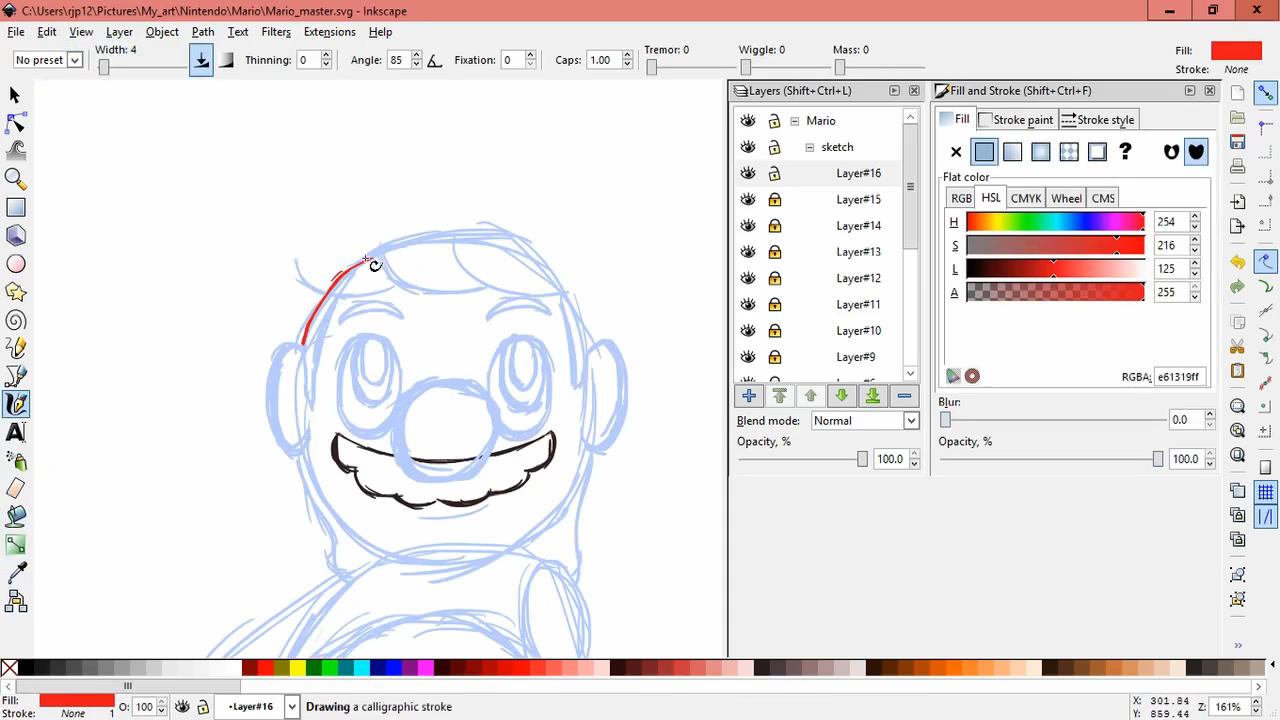 C:\Users\rjp12\Pictures\My_art\Nintendo\Mario\Mario_master.svg - Inkscape
File Edit View Layer Object Path Text Filters Extensions Help
No preset Width: 4 Thinning: 0 Angle: 85 Fixation: 0 Caps: 1.00 Tremor: 0 Wiggle: 0 Mass: 0 Fill:
Stroke: None
Layers (Shift+Ctrl+L)
Mario
sketch
Layer#16
Layer#15
Layer#14
Layer#13
Layer#12
Layer#11
Layer#10
Layer#9
Blend mode: Normal
Opacity, % 100.0
Fill and Stroke (Shift+Ctrl+F)
Fill Stroke paint Stroke style
?
Flat color
RGB HSL CMYK Wheel CMS
H 254
S 216
L 125
A 255
RGBA: e61319ff
Blur:
0.0
Opacity, %
100.0
Fill:
Stroke: None 1 O: 100 •Layer#16 Drawing a calligraphic stroke X: 301.84
Y: 859.44 Z: 161%